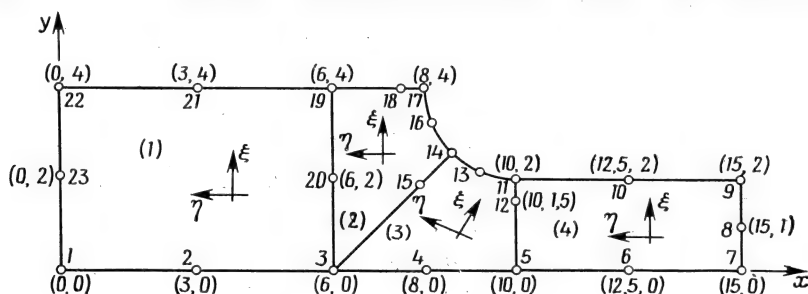 y
(0, 4) (3, 4) (6, 4) (8, 4)
22 21 19 18 17
(1) ξ η ξ 16
η 14 13 (10, 2) (12,5, 2) (15, 2)
(0, 2) 23 20 (6, 2) 15 11 10 9
η ξ 12 (10, 1,5) ξ
(2) (3) (4) η 8 (15, 1)
1 2 3 4 5 6 7
(0, 0) (3, 0) (6, 0) (8, 0) (10, 0) (12,5, 0) (15, 0) x